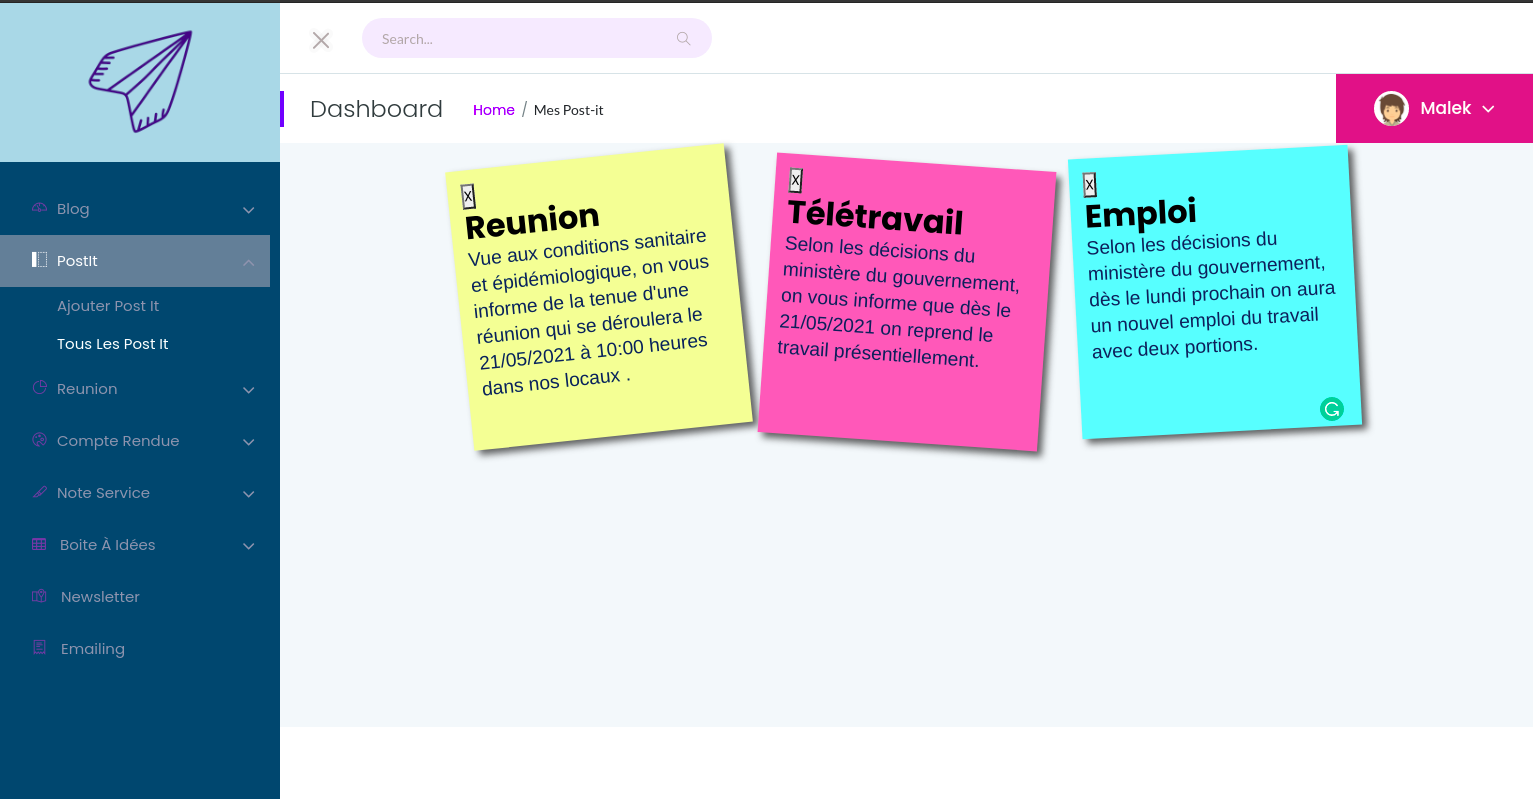 Search...
Dashboard
Home / Mes Post-it
Malek
Blog
PostIt
Ajouter Post It
Tous Les Post It
Reunion
Compte Rendue
Note Service
Boite À Idées
Newsletter
Emailing
X
Reunion
Vue aux conditions sanitaire
et épidémiologique, on vous
informe de la tenue d'une
réunion qui se déroulera le
21/05/2021 à 10:00 heures
dans nos locaux .
X
Télétravail
Selon les décisions du
ministère du gouvernement,
on vous informe que dès le
21/05/2021 on reprend le
travail présentiellement.
X
Emploi
Selon les décisions du
ministère du gouvernement,
dès le lundi prochain on aura
un nouvel emploi du travail
avec deux portions.